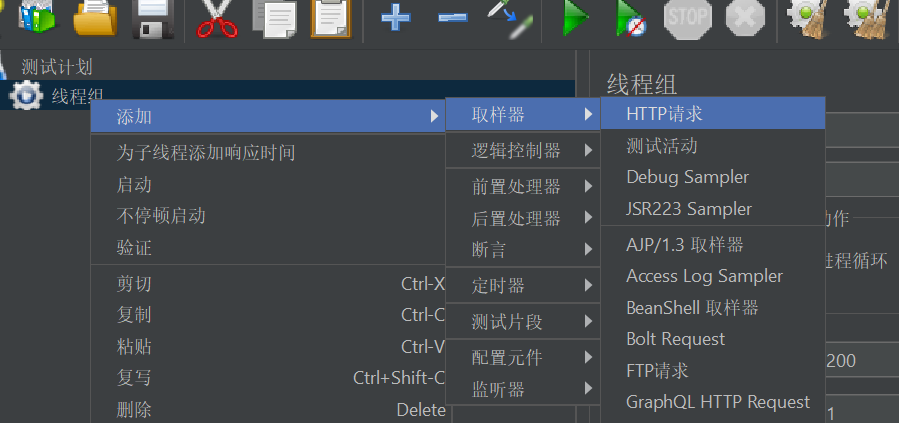 STOP
测试计划
线程组
线程组
添加
为子线程添加响应时间
启动
不停顿启动
验证
剪切 Ctrl-X
复制 Ctrl-C
粘贴 Ctrl-V
复写 Ctrl+Shift-C
删除 Delete
取样器
逻辑控制器
前置处理器
后置处理器
断言
定时器
测试片段
配置元件
监听器
HTTP请求
测试活动
Debug Sampler
JSR223 Sampler
AJP/1.3 取样器
Access Log Sampler
BeanShell 取样器
Bolt Request
FTP请求
GraphQL HTTP Request
动作
进程循环
200
1